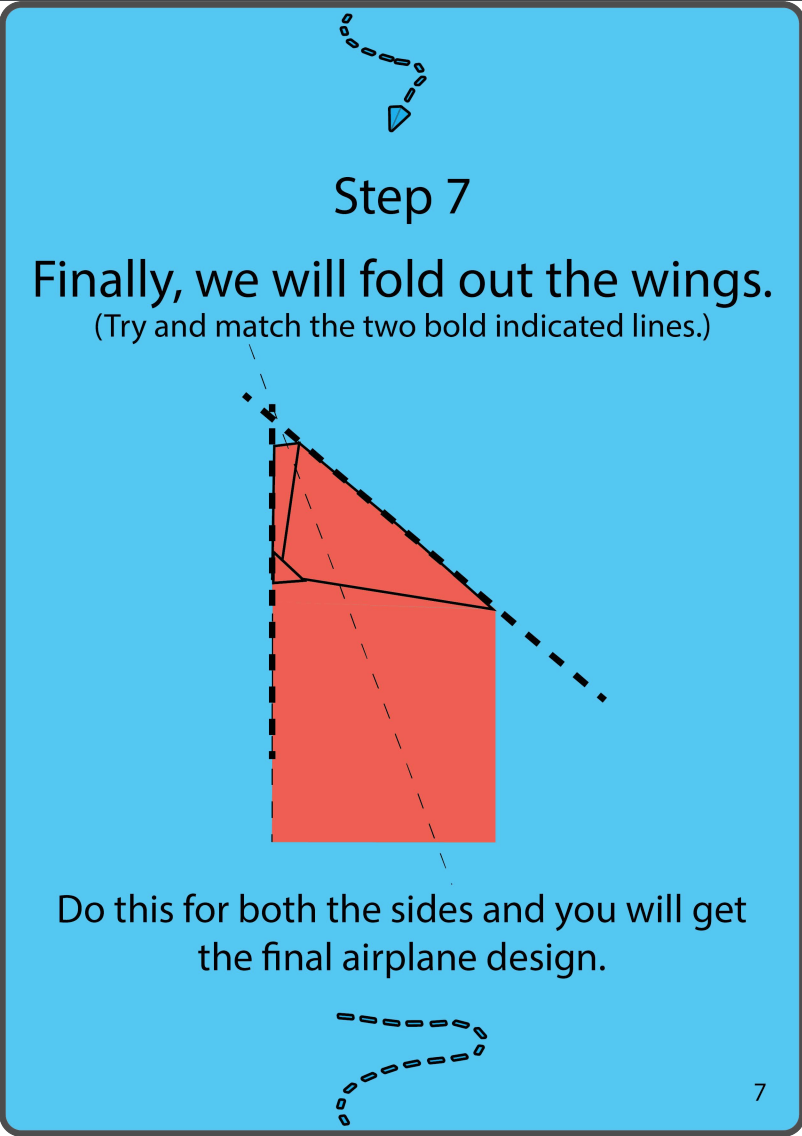 Step 7
Finally, we will fold out the wings.
(Try and match the two bold indicated lines.)
Do this for both the sides and you will get
the final airplane design.
7